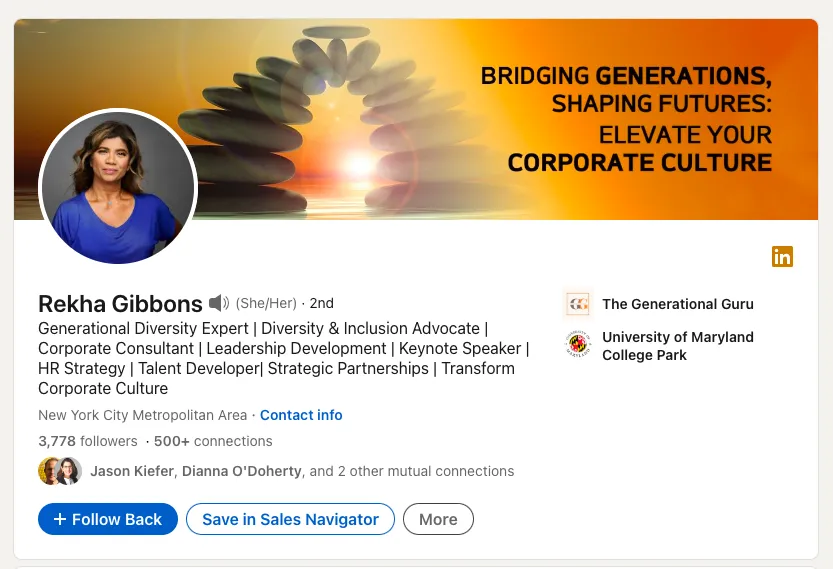 BRIDGING GENERATIONS,
SHAPING FUTURES:
ELEVATE YOUR
CORPORATE CULTURE
in
Rekha Gibbons (She/Her) · 2nd
Generational Diversity Expert | Diversity & Inclusion Advocate |
Corporate Consultant | Leadership Development | Keynote Speaker |
HR Strategy | Talent Developer| Strategic Partnerships | Transform
Corporate Culture
New York City Metropolitan Area · Contact info
3,778 followers · 500+ connections
Jason Kiefer, Dianna O'Doherty, and 2 other mutual connections
+ Follow Back
Save in Sales Navigator
More
GG
The Generational Guru
University of Maryland
College Park